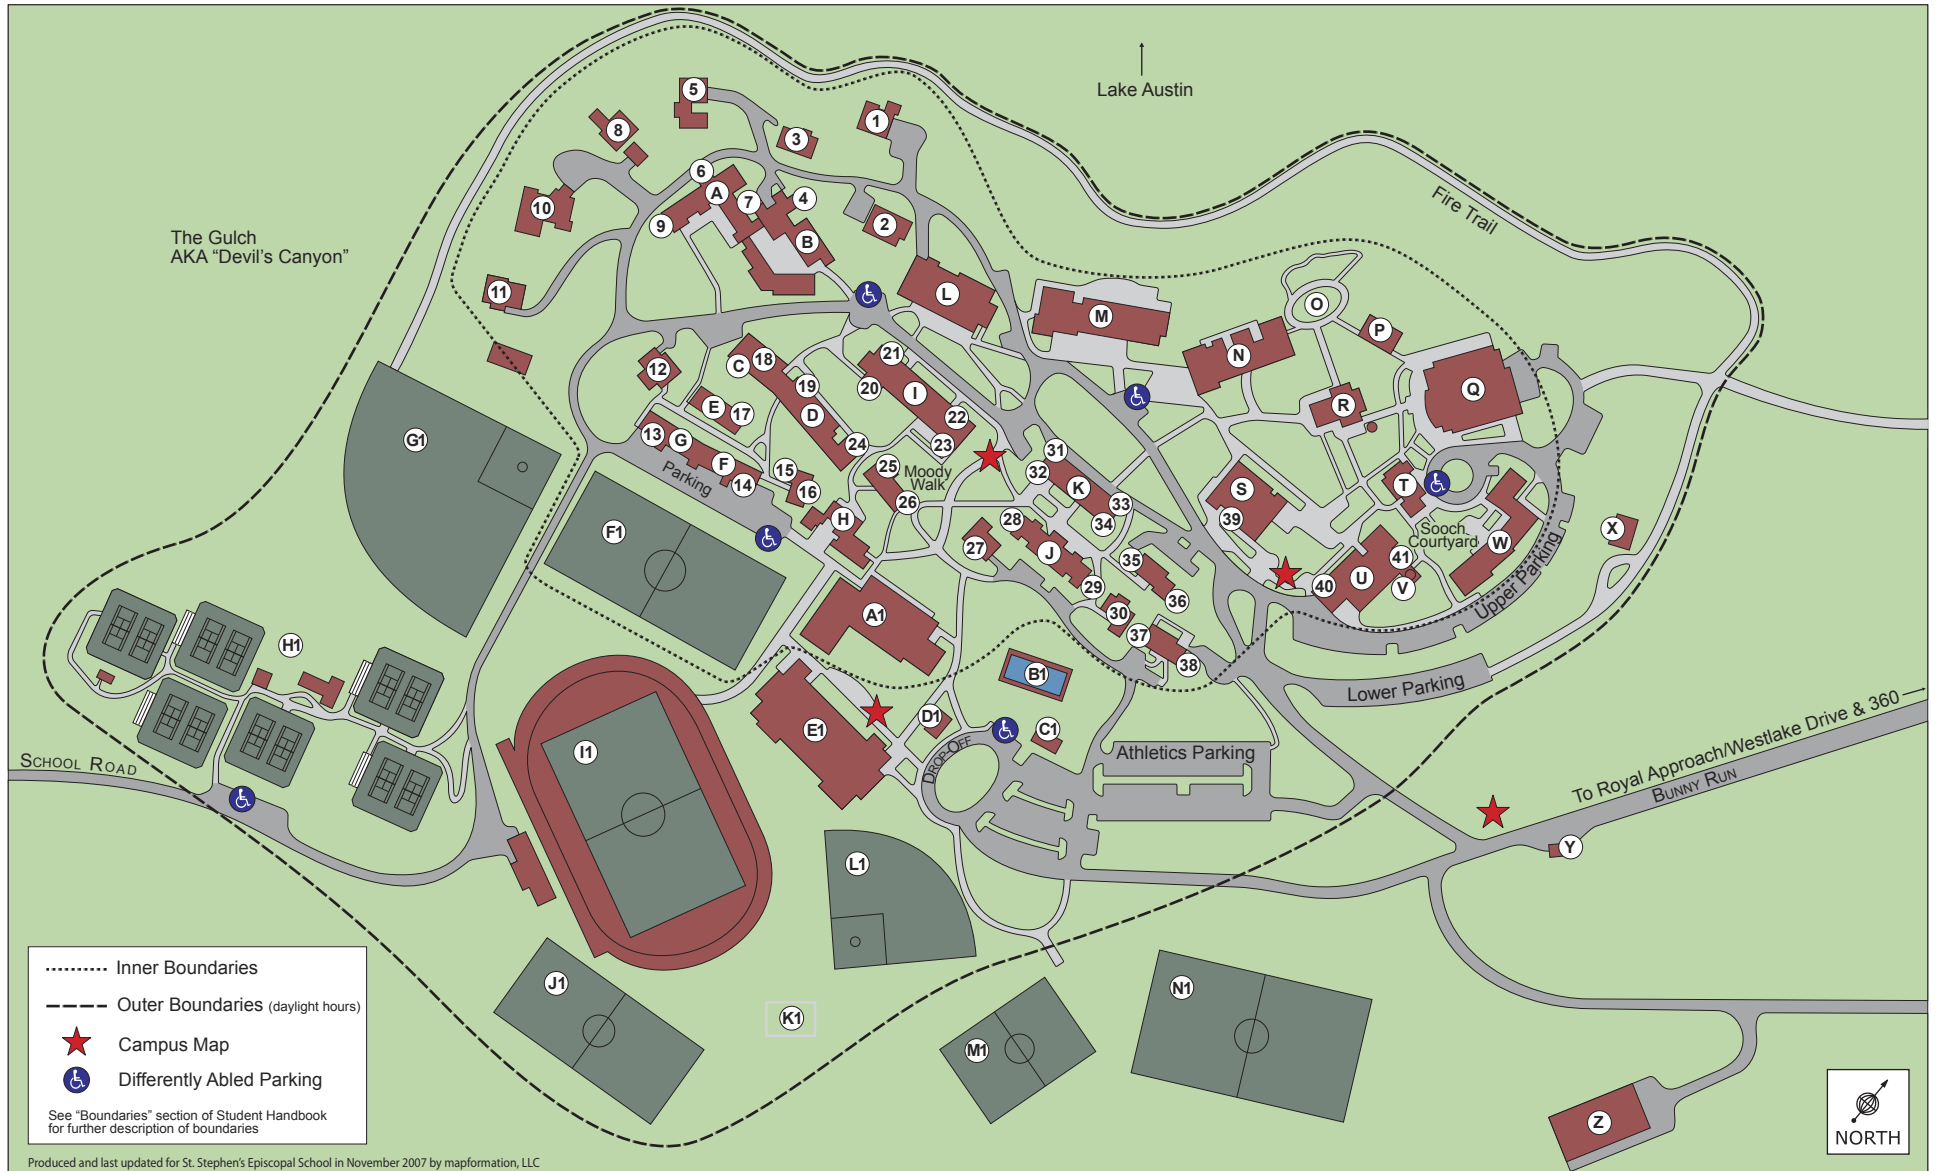 5
1
8
3
Lake Austin
6
A
7
4
10
9
2
B
Fire Trail
The Gulch
AKA “Devil’s Canyon”
11
L
O
M
P
N
21
C
18
12
19
20
I
Q
E
17
D
22
R
13
G
24
23
G1
F
15
25
Moody
Walk
31
32
K
Parking
14
16
26
33
34
S
39
T
28
H
27
J
F1
35
Sooch
Courtyard
W
X
41
40
U
V
29
36
30
Upper Parking
A1
37
38
H1
B1
Lower Parking
E1
D1
C1
Drop-Off
Athletics Parking
I1
To Royal Approach/Westlake Drive & 360
Bunny Run
School Road
Y
L1
J1
K1
M1
N1
Z
Inner Boundaries
Outer Boundaries (daylight hours)
Campus Map
Differently Abled Parking
See “Boundaries” section of Student Handbook
for further description of boundaries
NORTH
Produced and last updated for St. Stephen’s Episcopal School in November 2007 by mapformation, LLC